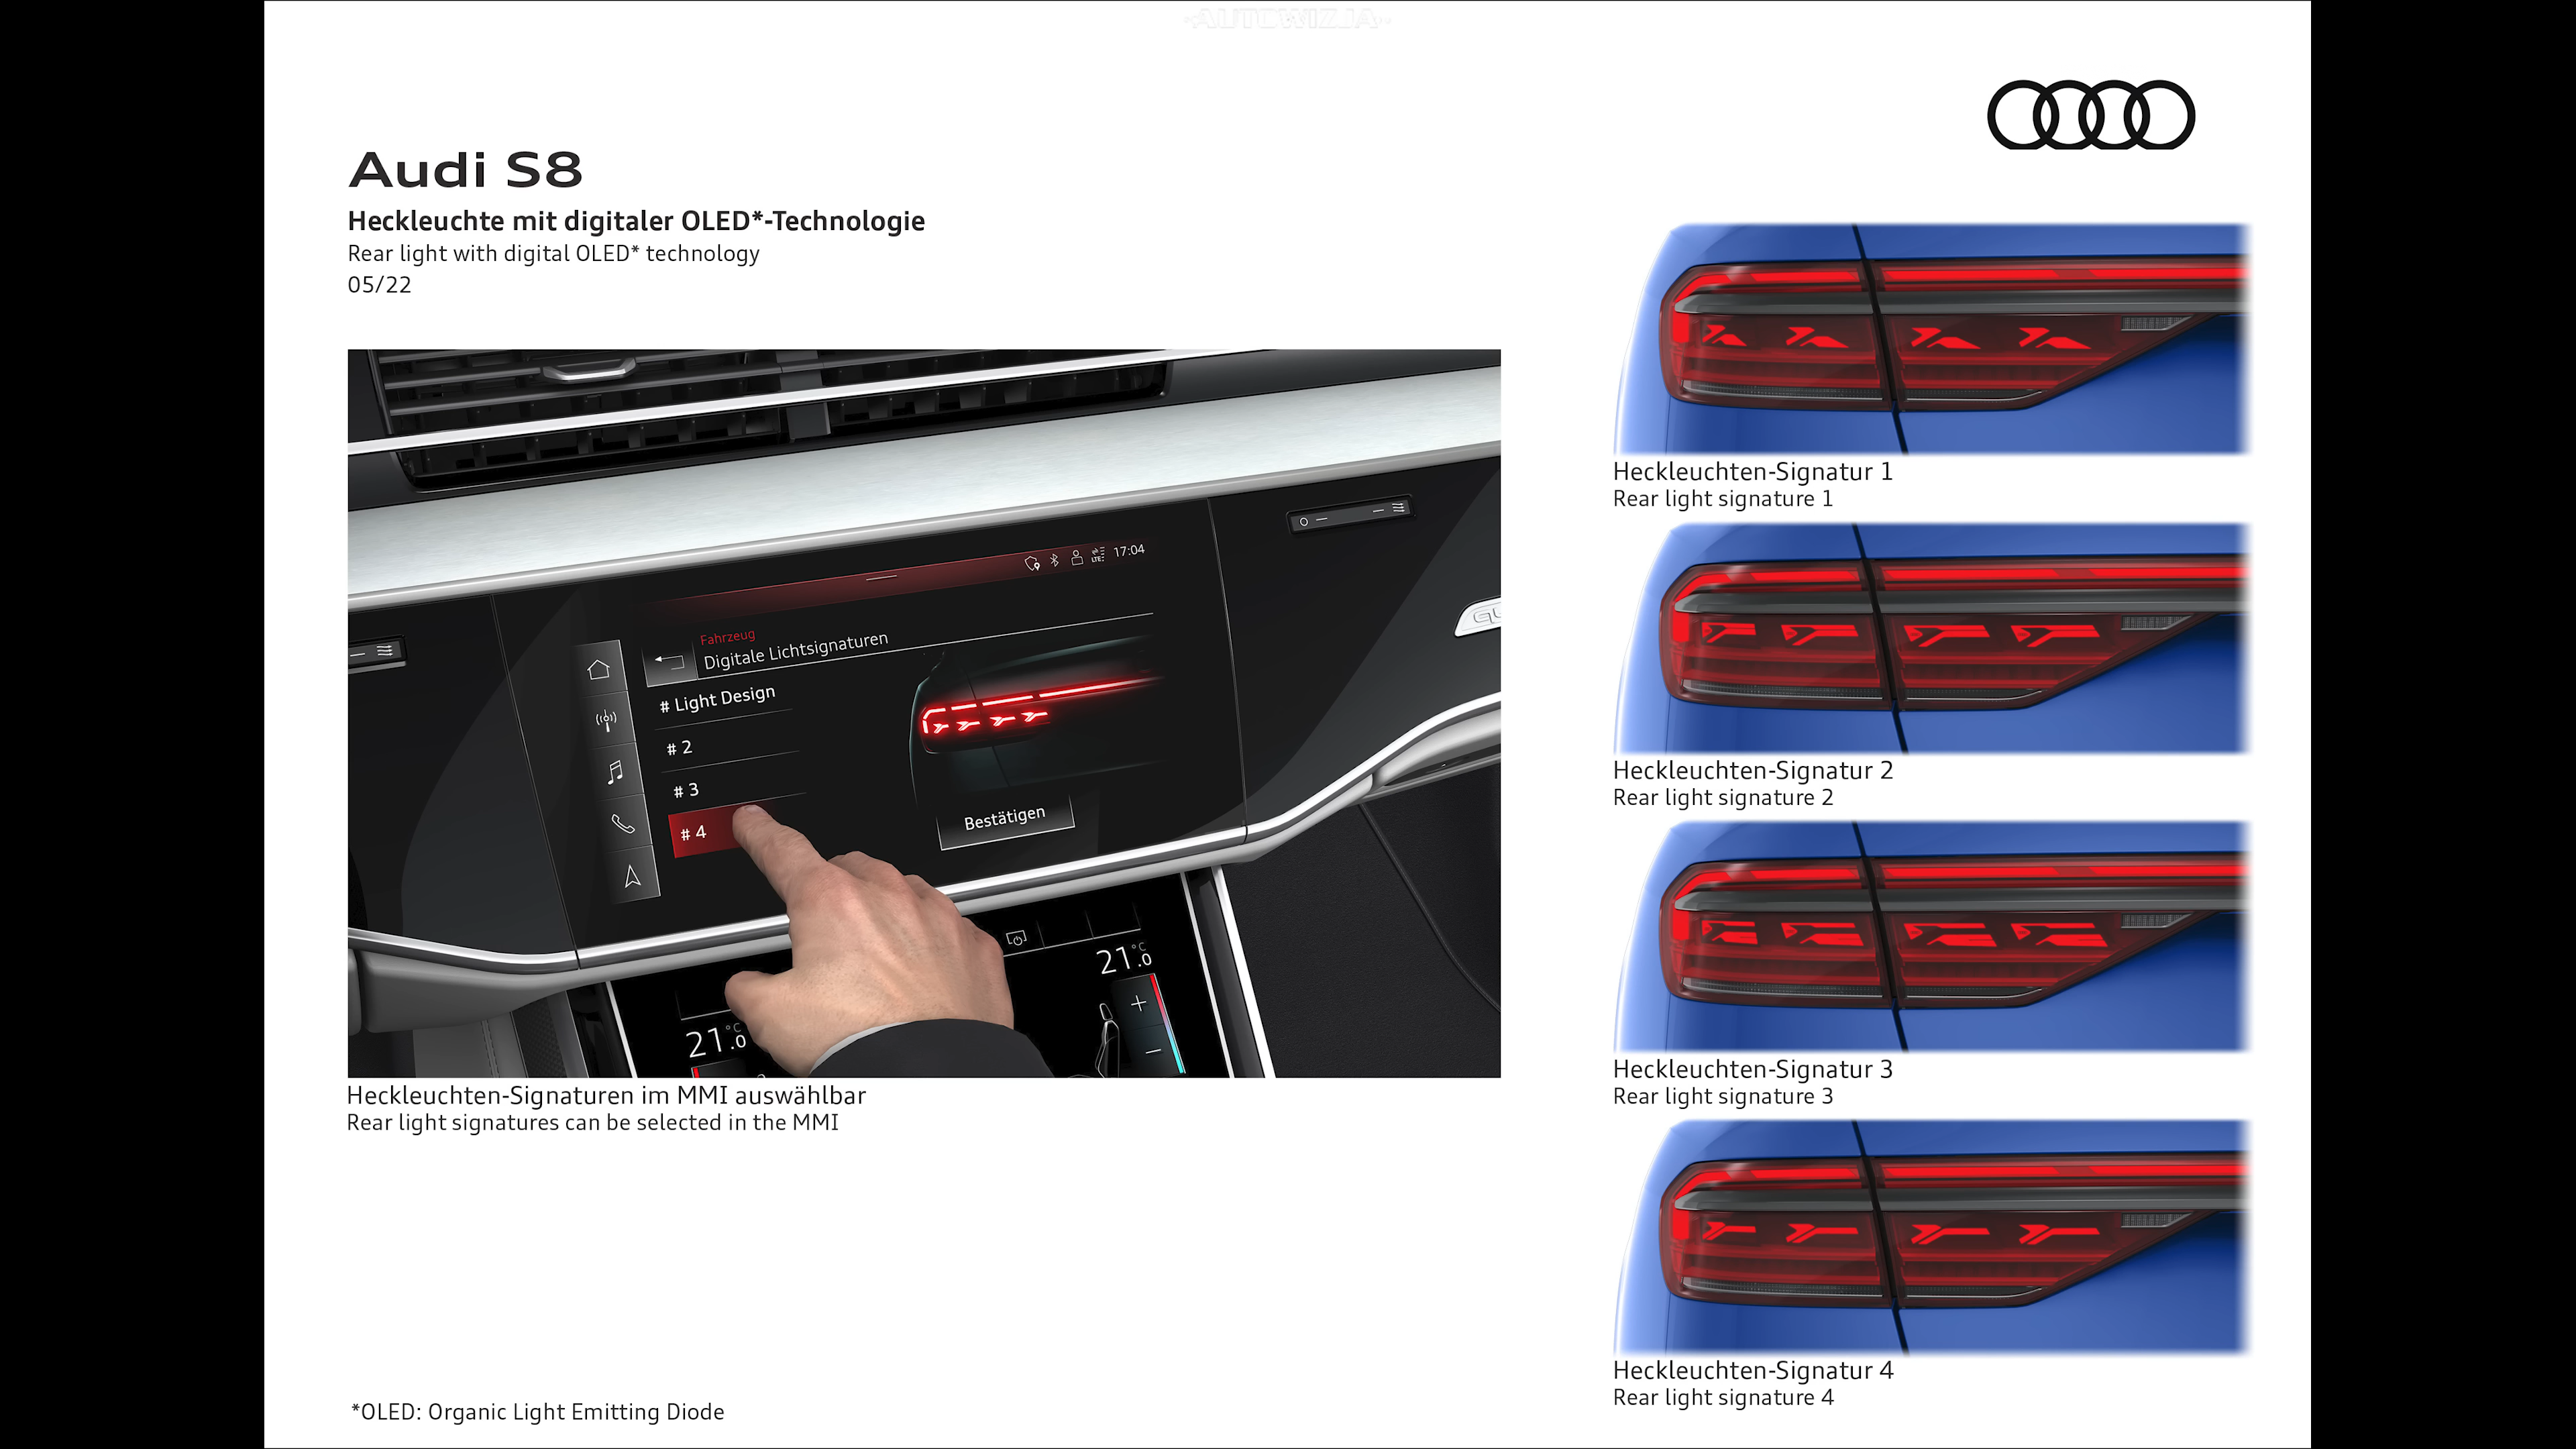 AUTOWIZJA
Audi S8
Heckleuchte mit digitaler OLED*-Technologie
Rear light with digital OLED* technology
05/22
17:04
Fahrzeug
Digitale Lichtsignaturen
# Light Design
# 2
# 3
# 4
Bestätigen
LTE
21.0 °C
21.0 °C
Heckleuchten-Signaturen im MMI auswählbar
Rear light signatures can be selected in the MMI
Heckleuchten-Signatur 1
Rear light signature 1
Heckleuchten-Signatur 2
Rear light signature 2
Heckleuchten-Signatur 3
Rear light signature 3
Heckleuchten-Signatur 4
Rear light signature 4
*OLED: Organic Light Emitting Diode